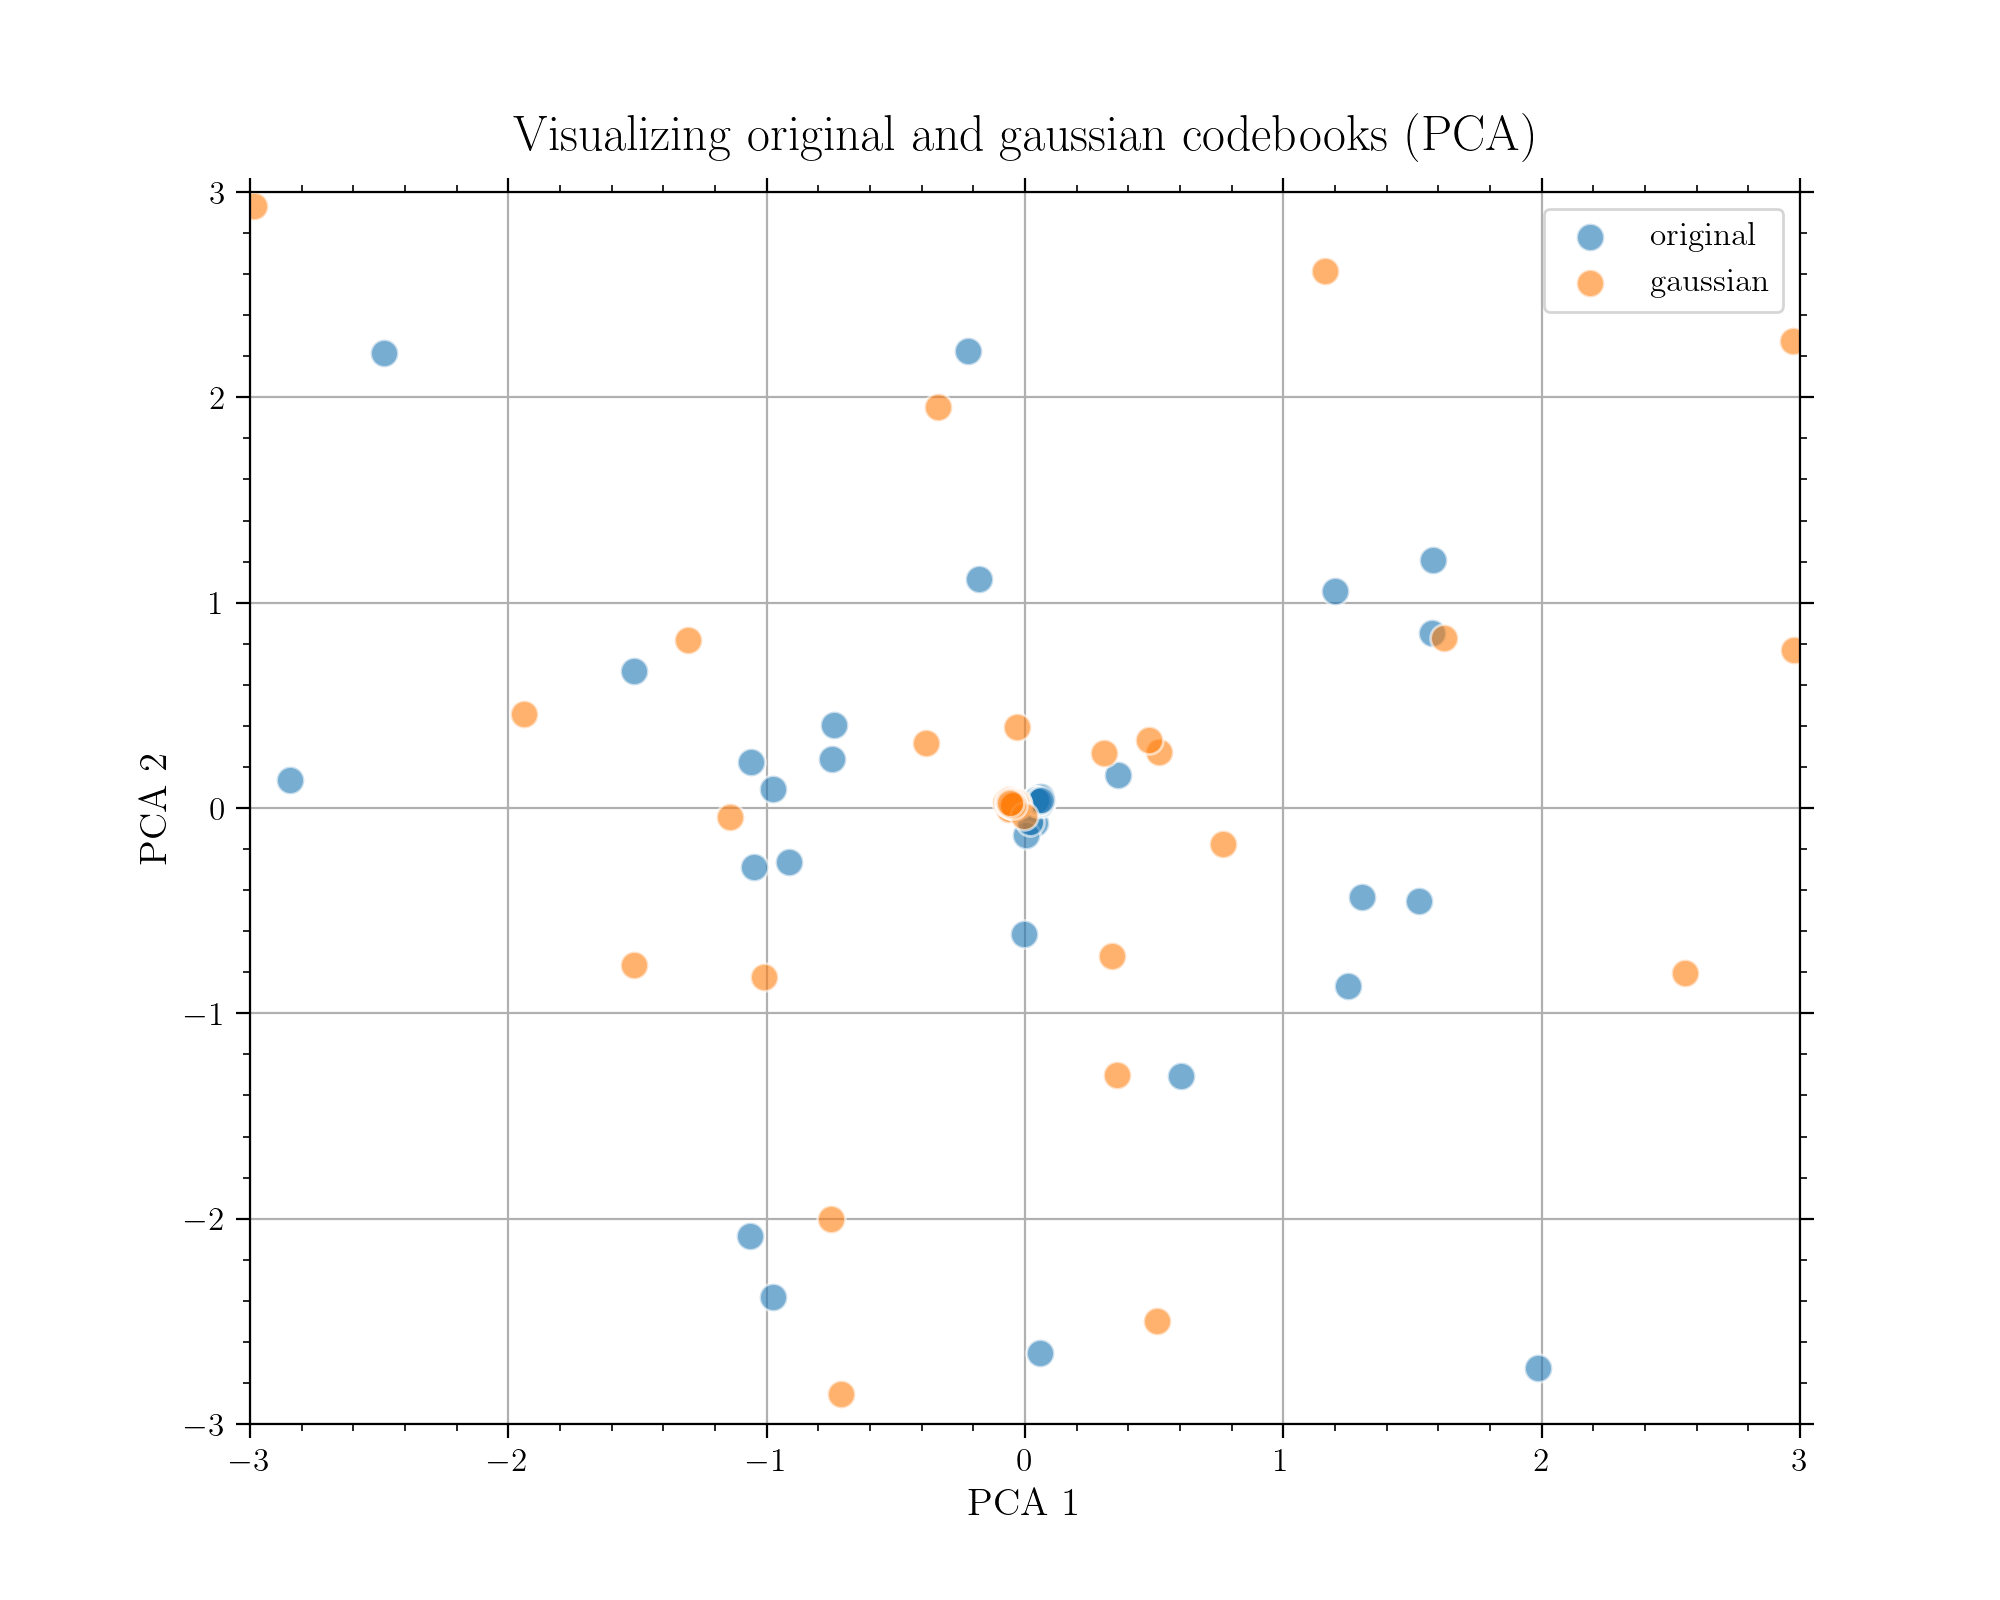 Visualizing original and gaussian codebooks (PCA)
original
gaussian
3
2
1
0
−1
−2
−3
PCA 2
−3
−2
−1
0
1
2
3
PCA 1